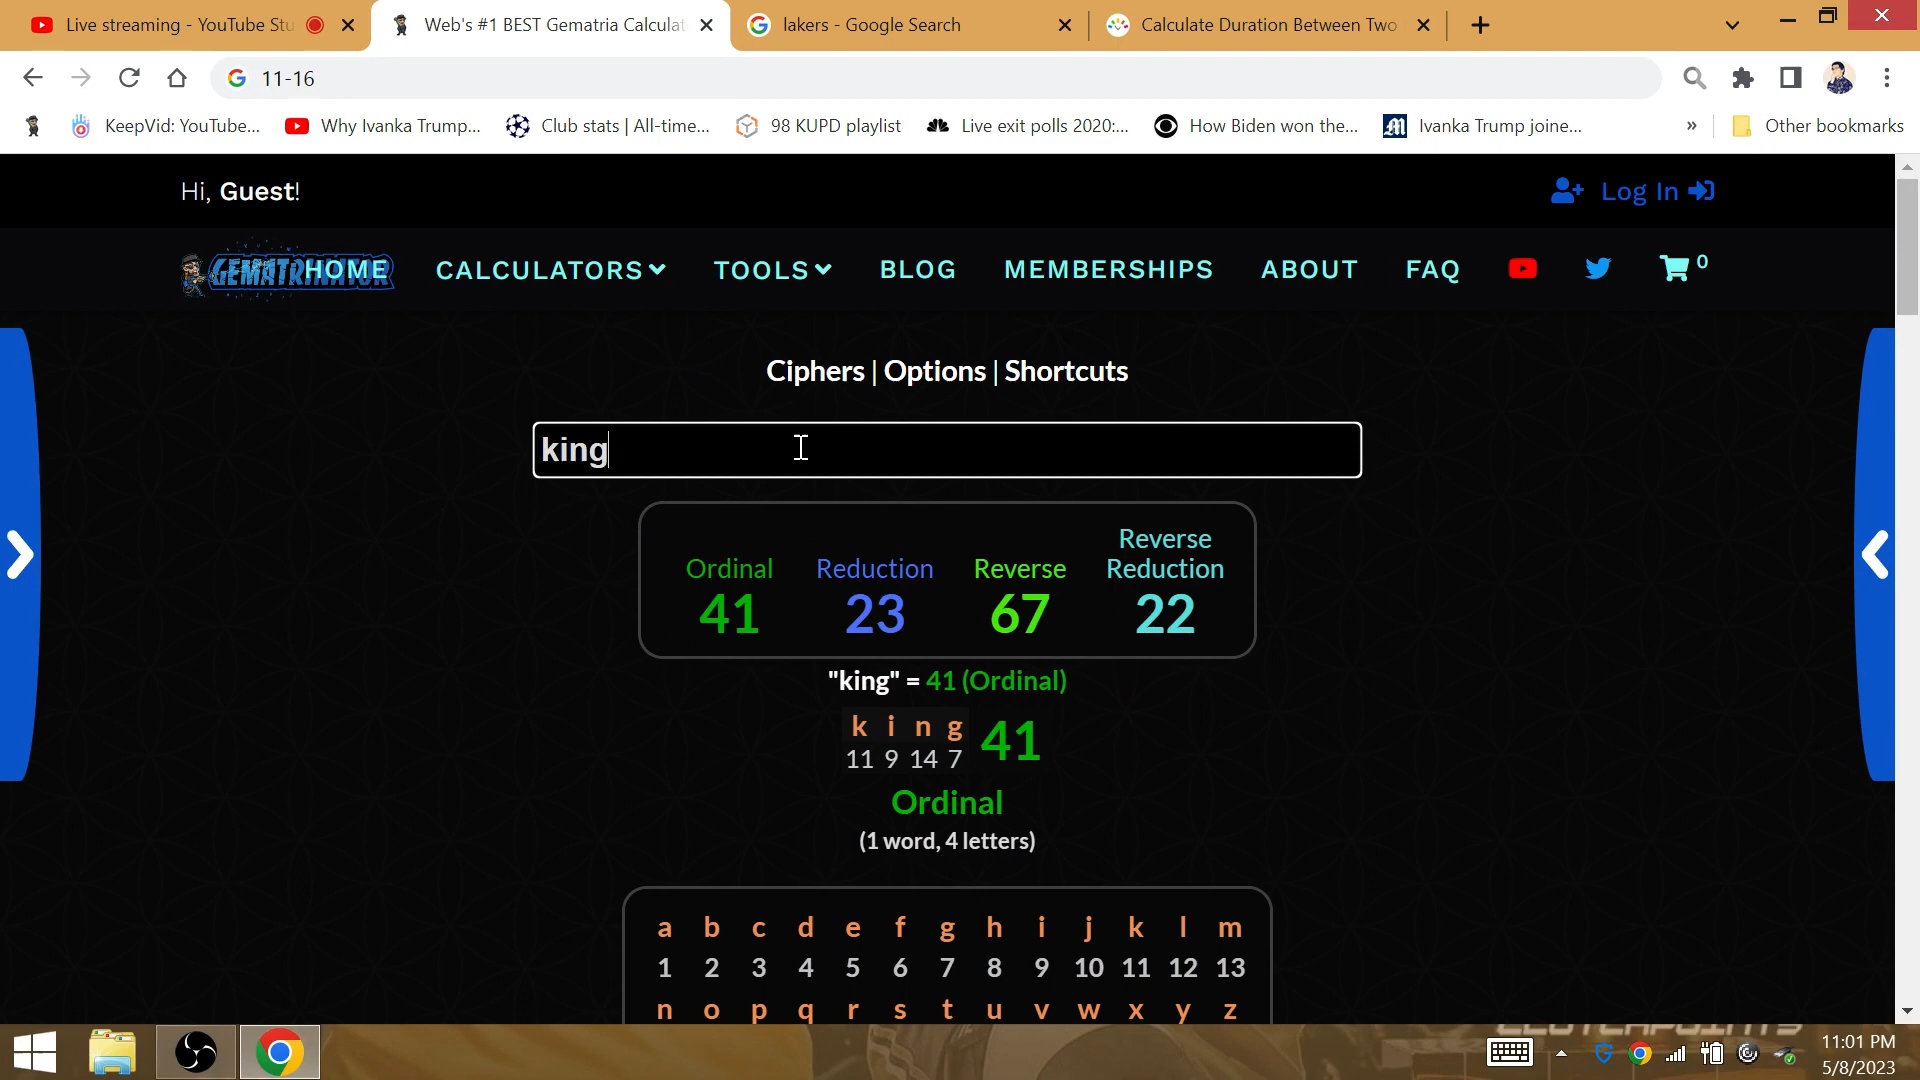 Live streaming - YouTube Stu
Web's #1 BEST Gematria Calculat
lakers - Google Search
Calculate Duration Between Two
11-16
KeepVid: YouTube...
Why Ivanka Trump...
Club stats | All-time...
98 KUPD playlist
Live exit polls 2020:...
How Biden won the...
Ivanka Trump joine...
»
Other bookmarks
Hi, Guest!
Log In
GEMATRINATOR
HOME
CALCULATORS
TOOLS
BLOG
MEMBERSHIPS
ABOUT
FAQ
0
Ciphers | Options | Shortcuts
king
Ordinal
41
Reduction
23
Reverse
67
Reverse
Reduction
22
"king" = 41 (Ordinal)
k i n g
11 9 14 7
41
Ordinal
(1 word, 4 letters)
a b c d e f g h i j k l m
1 2 3 4 5 6 7 8 9 10 11 12 13
n o p q r s t u v w x y z
CLUTCHPOINTS
11:01 PM
5/8/2023